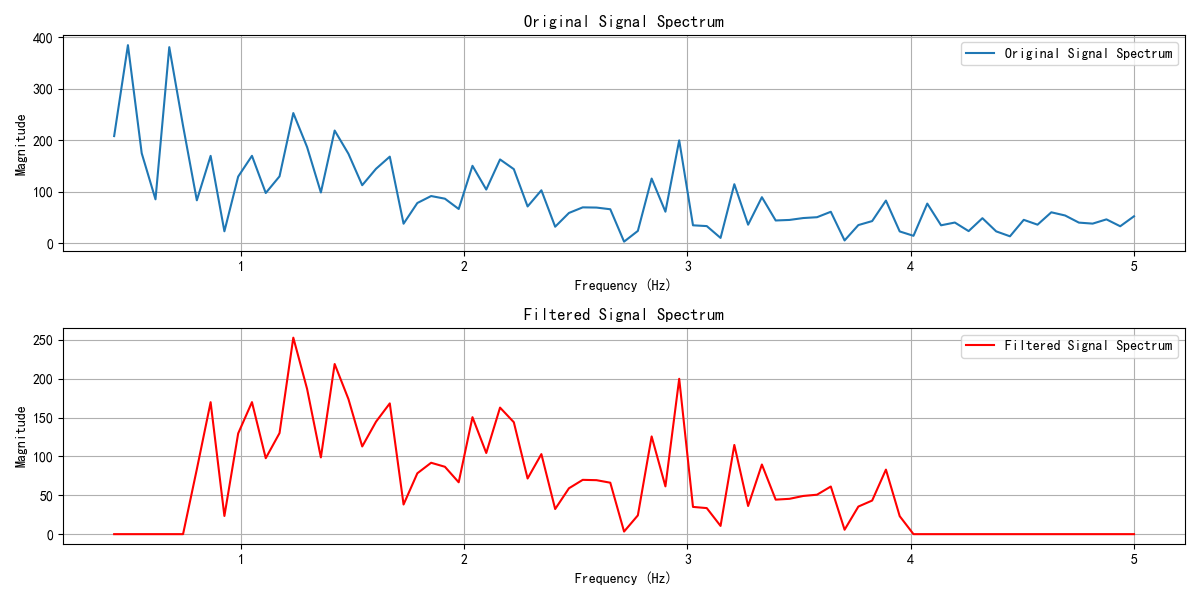 Original Signal Spectrum
400
300
200
100
0
Magnitude
Original Signal Spectrum
1 2 3 4 5
Frequency (Hz)
Filtered Signal Spectrum
250
200
150
100
50
0
Magnitude
Filtered Signal Spectrum
1 2 3 4 5
Frequency (Hz)